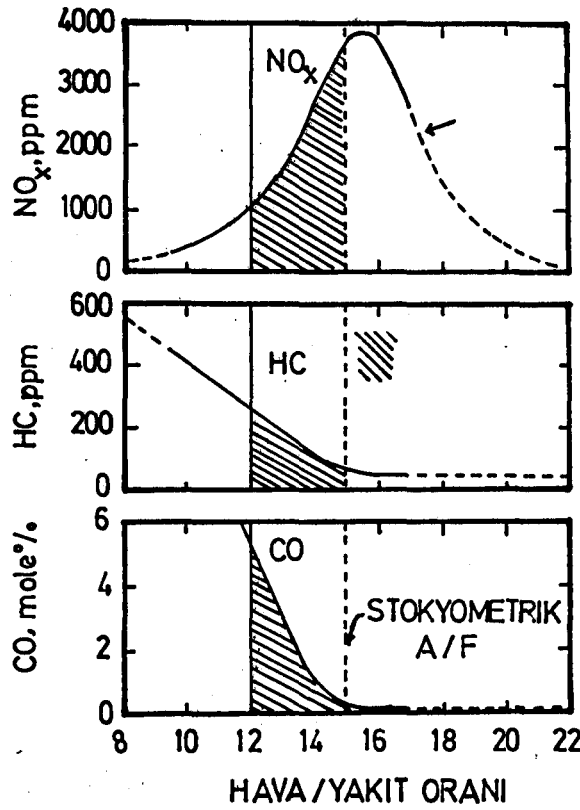 4000
3000
2000
1000
0
NOx, ppm
NOx
600
400
200
0
HC, ppm
HC
6
4
2
0
CO, mole %
CO
STOKYOMETRIK
A/F
8 10 12 14 16 18 20 22
HAVA/YAKIT ORANI